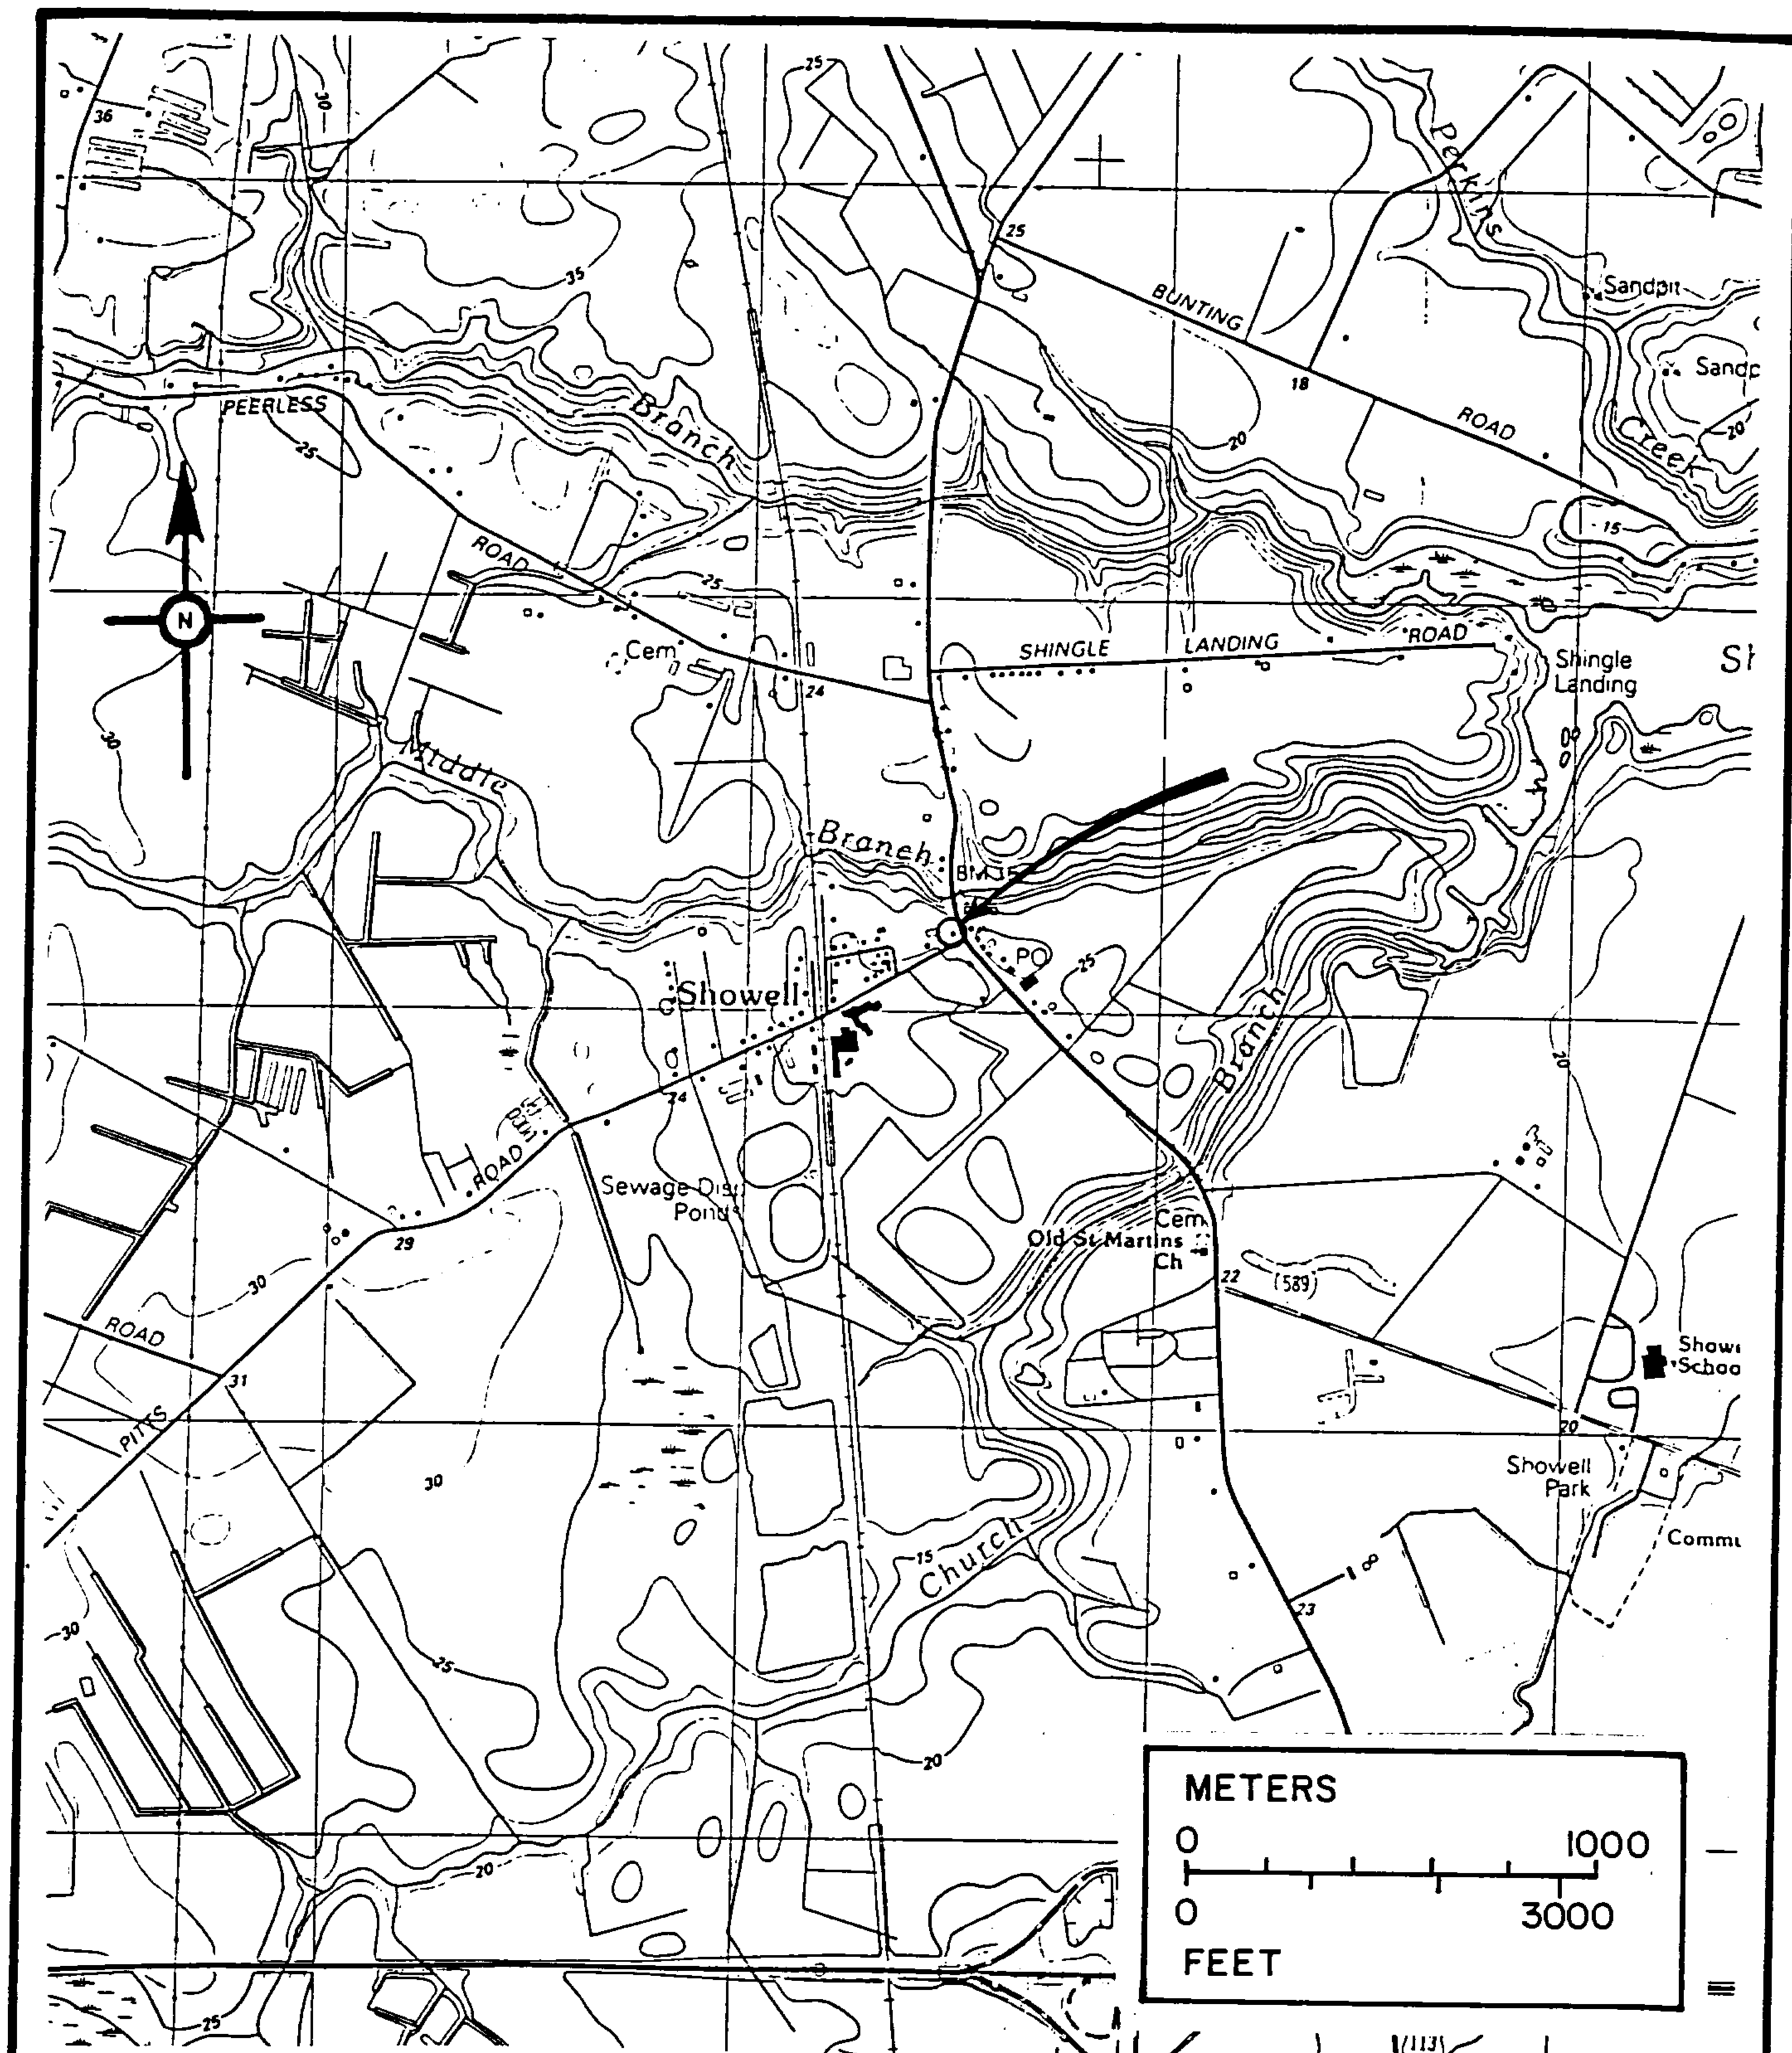 25
30
36
Perkins
25
35
Sandpit
BUNTING
18
PEERLESS
Branch
ROAD
20
Creek
20
25
15
ROAD
N
25
SHINGLE LANDING ROAD
Cem
Shingle
Landing
24
30
Middle
Branch
BM
PO
25
Showell
20
Branch
24
ROAD
Sewage
Cem
Old St Martins
Ch
29
22
(589)
30
ROAD
31
PITTS
20
30
Showell
Park
15
Church
23
30
25
20
METERS
0 1000
20
0 3000
FEET
25
(113)